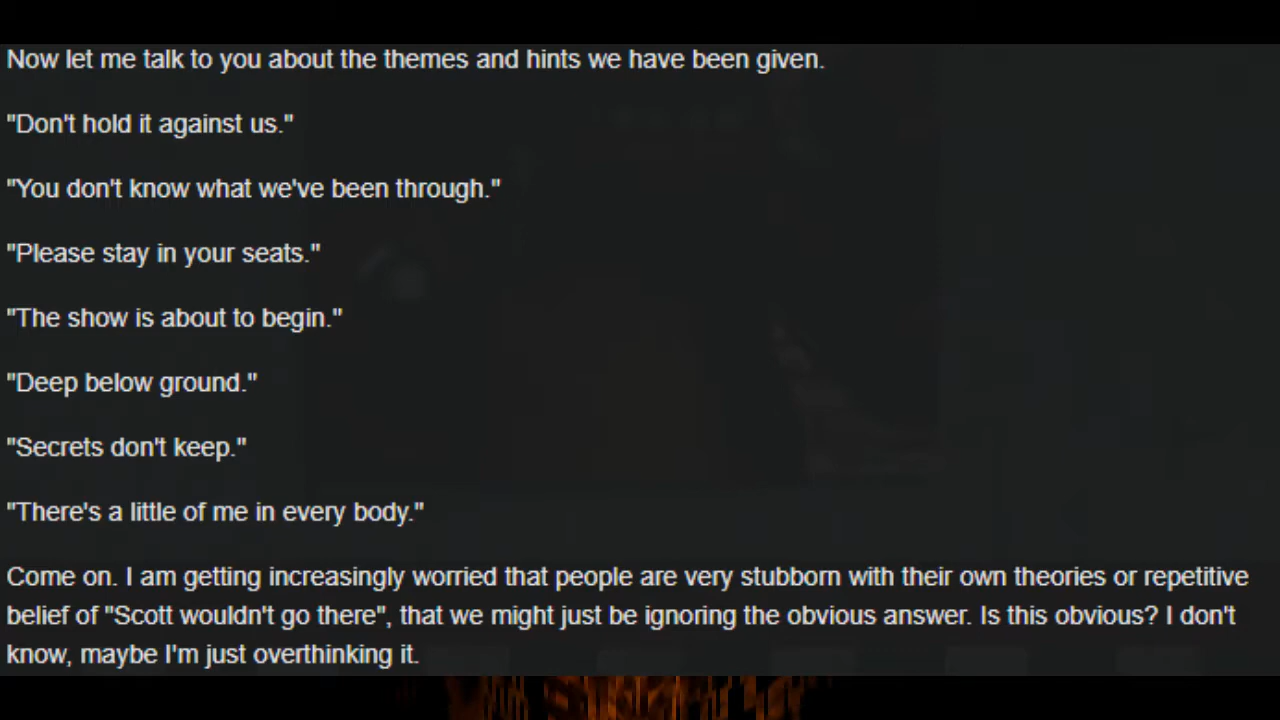 Now let me talk to you about the themes and hints we have been given.
"Don't hold it against us."
"You don't know what we've been through."
"Please stay in your seats."
"The show is about to begin."
"Deep below ground."
"Secrets don't keep."
"There's a little of me in every body."
Come on. I am getting increasingly worried that people are very stubborn with their own theories or repetitive
belief of "Scott wouldn't go there", that we might just be ignoring the obvious answer. Is this obvious? I don't
know, maybe I'm just overthinking it.